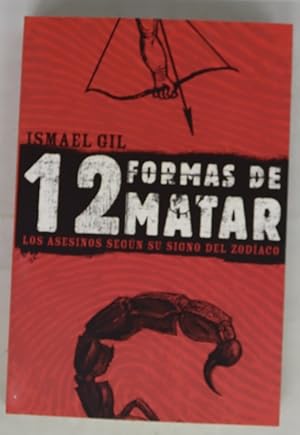 ISMAEL GIL
12 FORMAS DE
MATAR
LOS ASESINOS SEGÚN SU SIGNO DEL ZODÍACO